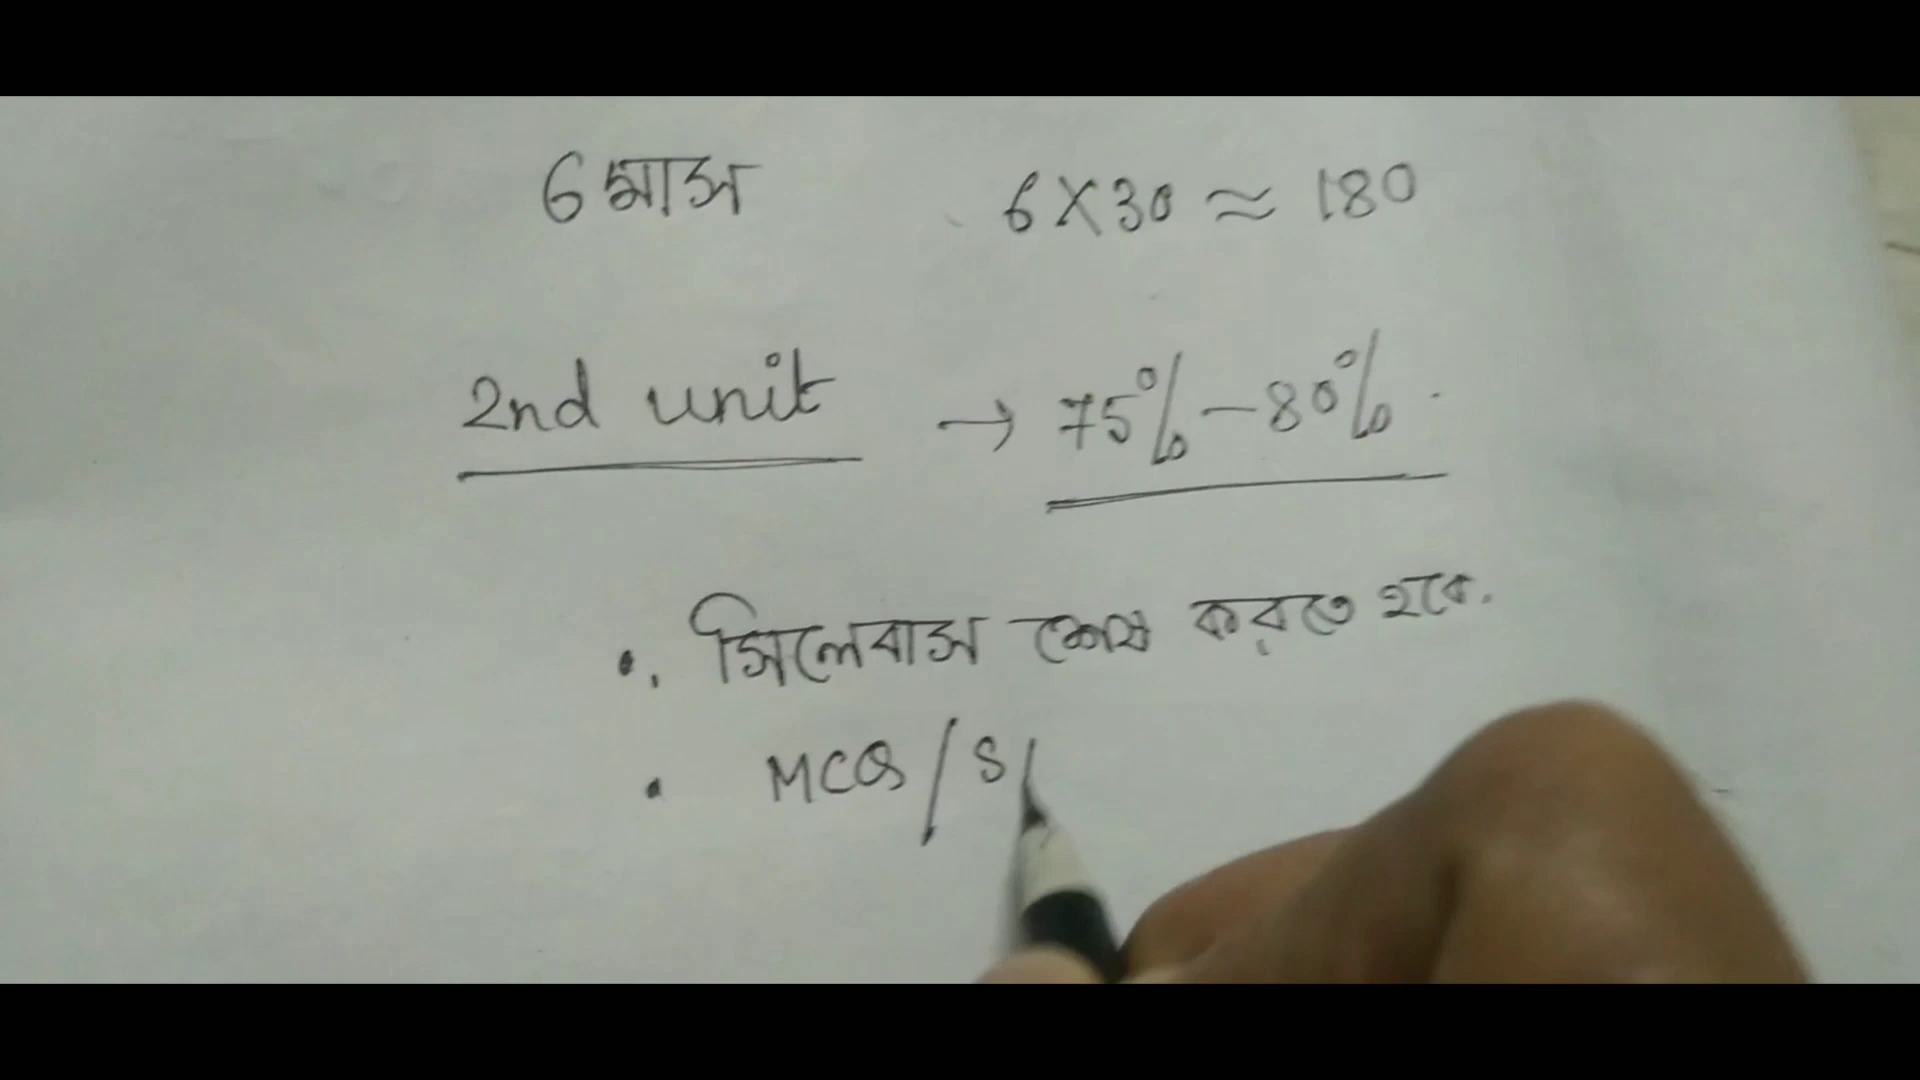 6 মাস 6 X 30 ≈ 180
2nd unit → 75% - 80%.
. সিলেবাস শেষ করতে হবে.
. MCQ / S